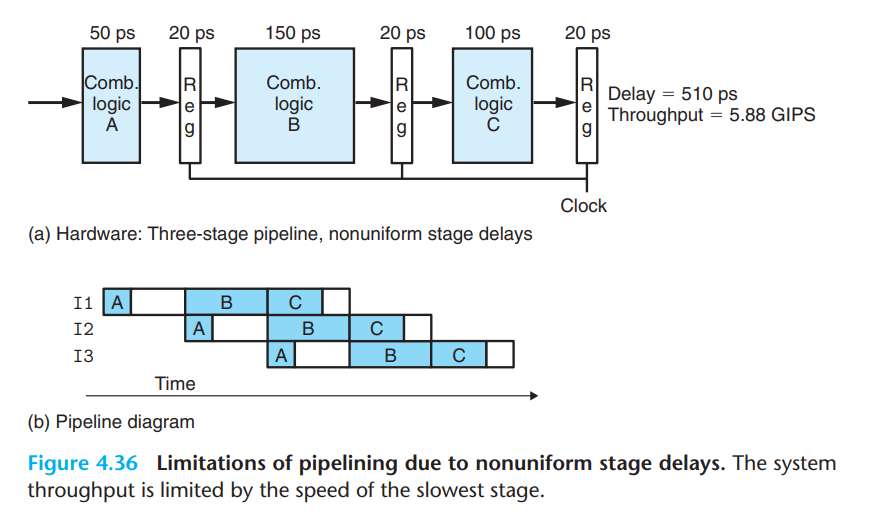 50 ps 20 ps 150 ps 20 ps 100 ps 20 ps
Comb. logic A
Reg
Comb. logic B
Reg
Comb. logic C
Reg
Delay = 510 ps
Throughput = 5.88 GIPS
Clock
(a) Hardware: Three-stage pipeline, nonuniform stage delays
I1 A B C
I2 A B C
I3 A B C
Time
(b) Pipeline diagram
Figure 4.36 Limitations of pipelining due to nonuniform stage delays. The system
throughput is limited by the speed of the slowest stage.